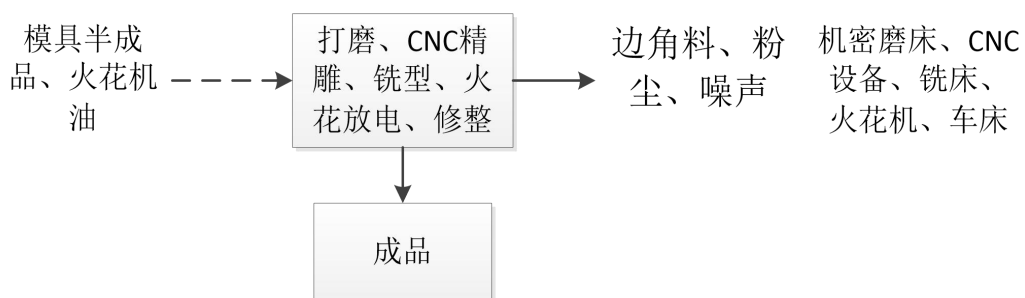 模具半成
品、火花机
油
打磨、CNC精
雕、铣型、火
花放电、修整
边角料、粉
尘、噪声
机密磨床、CNC
设备、铣床、
火花机、车床
成品